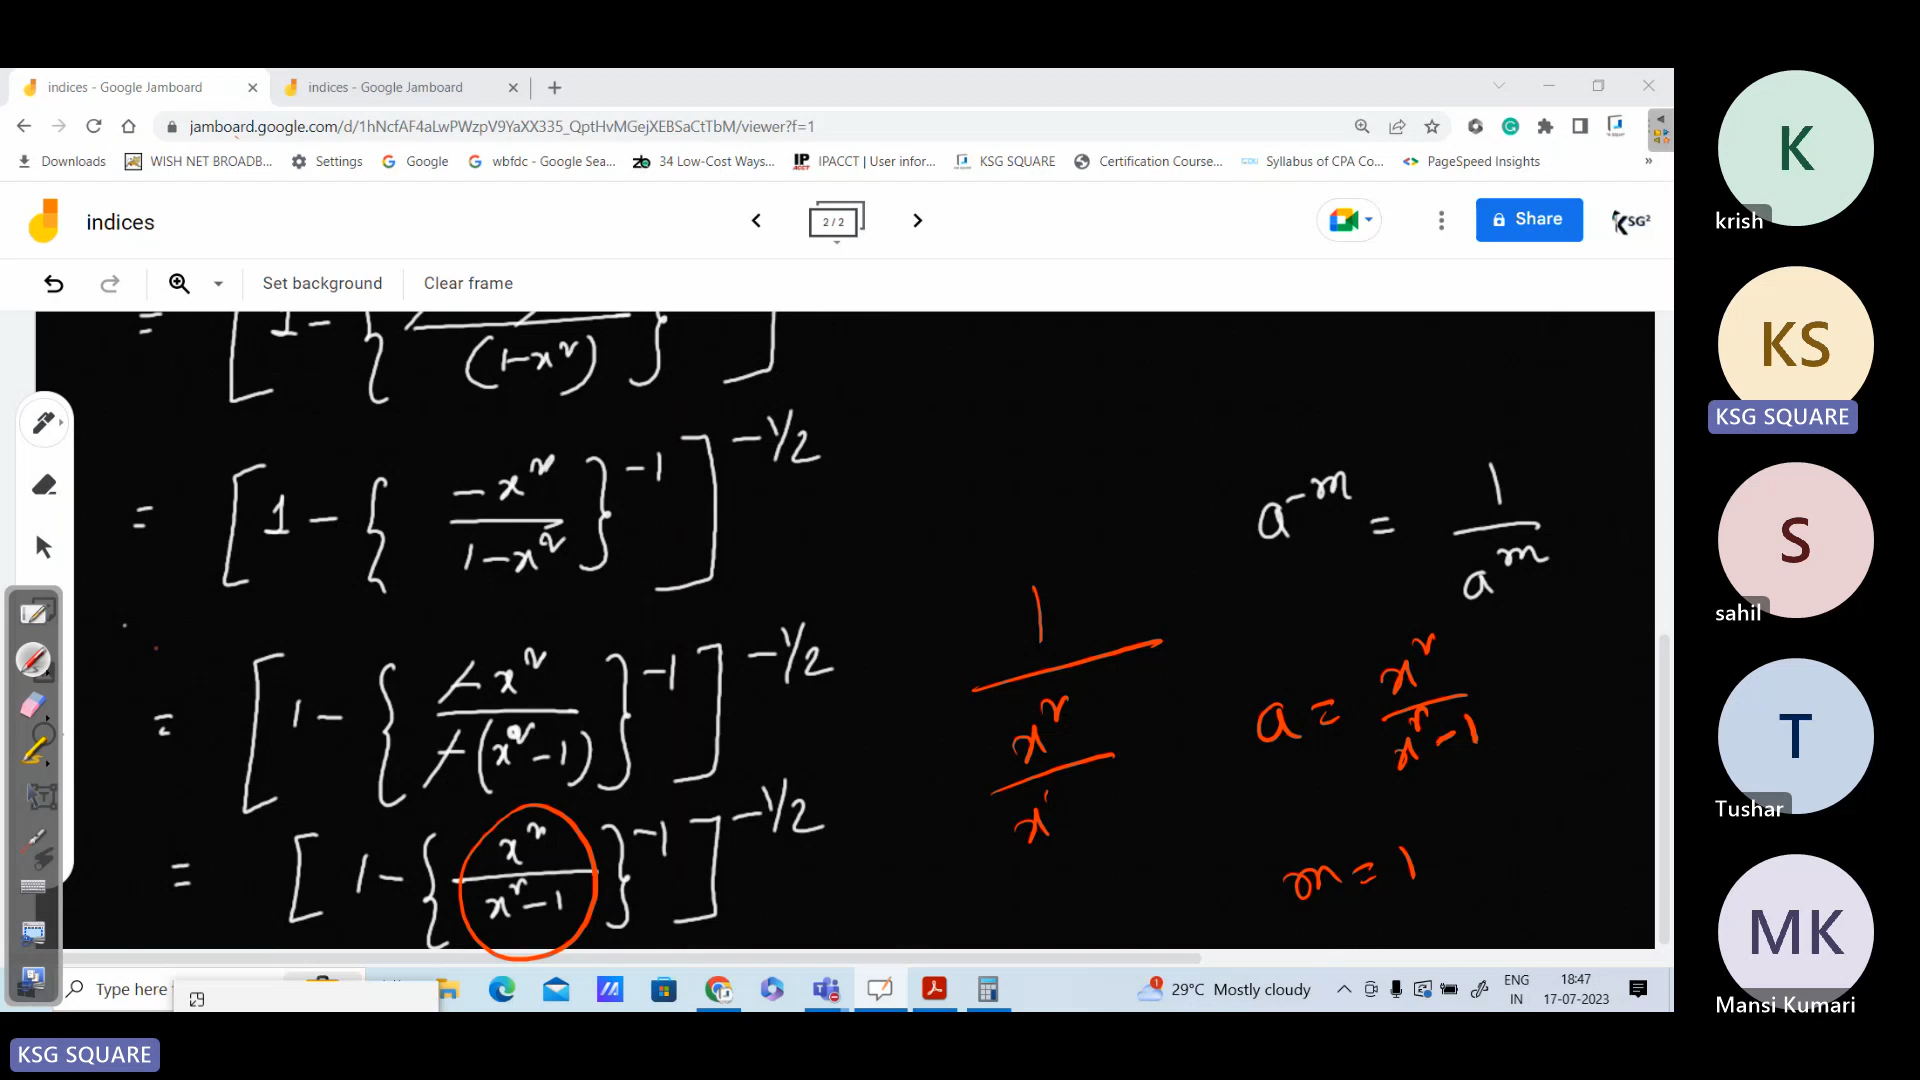 indices - Google Jamboard
indices - Google Jamboard
jamboard.google.com/d/1hNcfAF4aLwPWzpV9YaXX335_QptHvMGejXEBSaCtTbM/viewer?f=1
Downloads WISH NET BROADB... Settings Google wbfdc - Google Sea... 34 Low-Cost Ways... IPACCT | User infor... KSG SQUARE Certification Course... Syllabus of CPA Co... PageSpeed Insights »
indices
2 / 2
Share
KSG²
Set background
Clear frame
= [1 - { / (1-x²) } ]
= [1 - { -x² / 1-x² }^-1 ]^-1/2
= [1 - { -x² / -(x²-1) }^-1 ]^-1/2
= [1 - { x² / x²-1 }^-1 ]^-1/2
1 / x² / x
a^-m = 1 / a^m
a = x² / x²-1
m = 1
Type here
29°C Mostly cloudy
ENG
IN
18:47
17-07-2023
K
krish
KS
KSG SQUARE
S
sahil
T
Tushar
MK
Mansi Kumari
KSG SQUARE